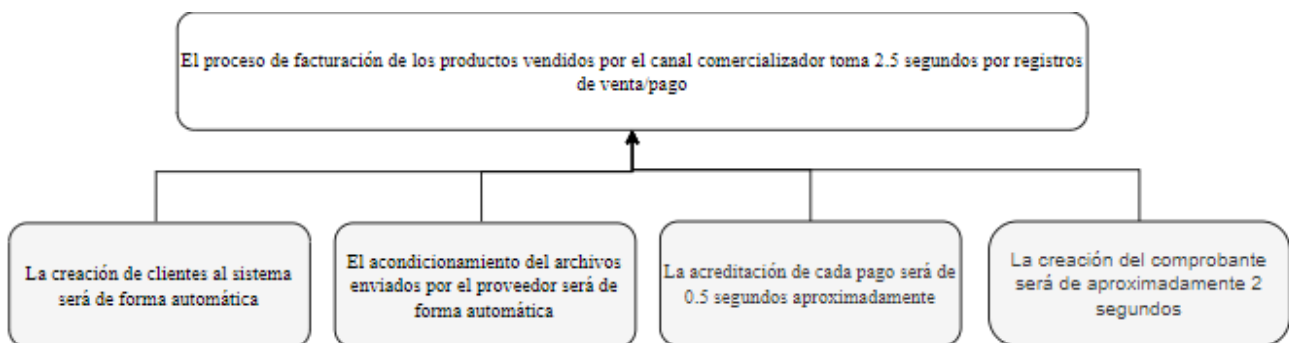 El proceso de facturación de los productos vendidos por el canal comercializador toma 2.5 segundos por registros
de venta/pago
La creación de clientes al sistema
será de forma automática
El acondicionamiento del archivos
enviados por el proveedor será de
forma automática
La acreditación de cada pago será de
0.5 segundos aproximadamente
La creación del comprobante
será de aproximadamente 2
segundos